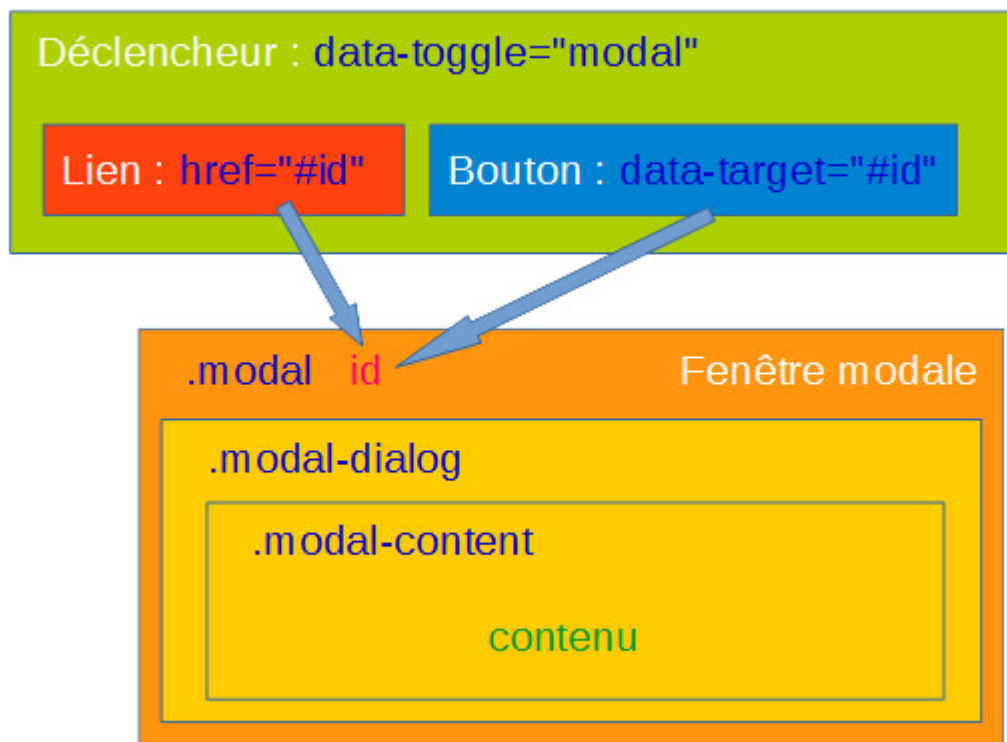 Déclencheur : data-toggle="modal"
Lien : href="#id"
Bouton : data-target="#id"
.modal id
Fenêtre modale
.modal-dialog
.modal-content
contenu